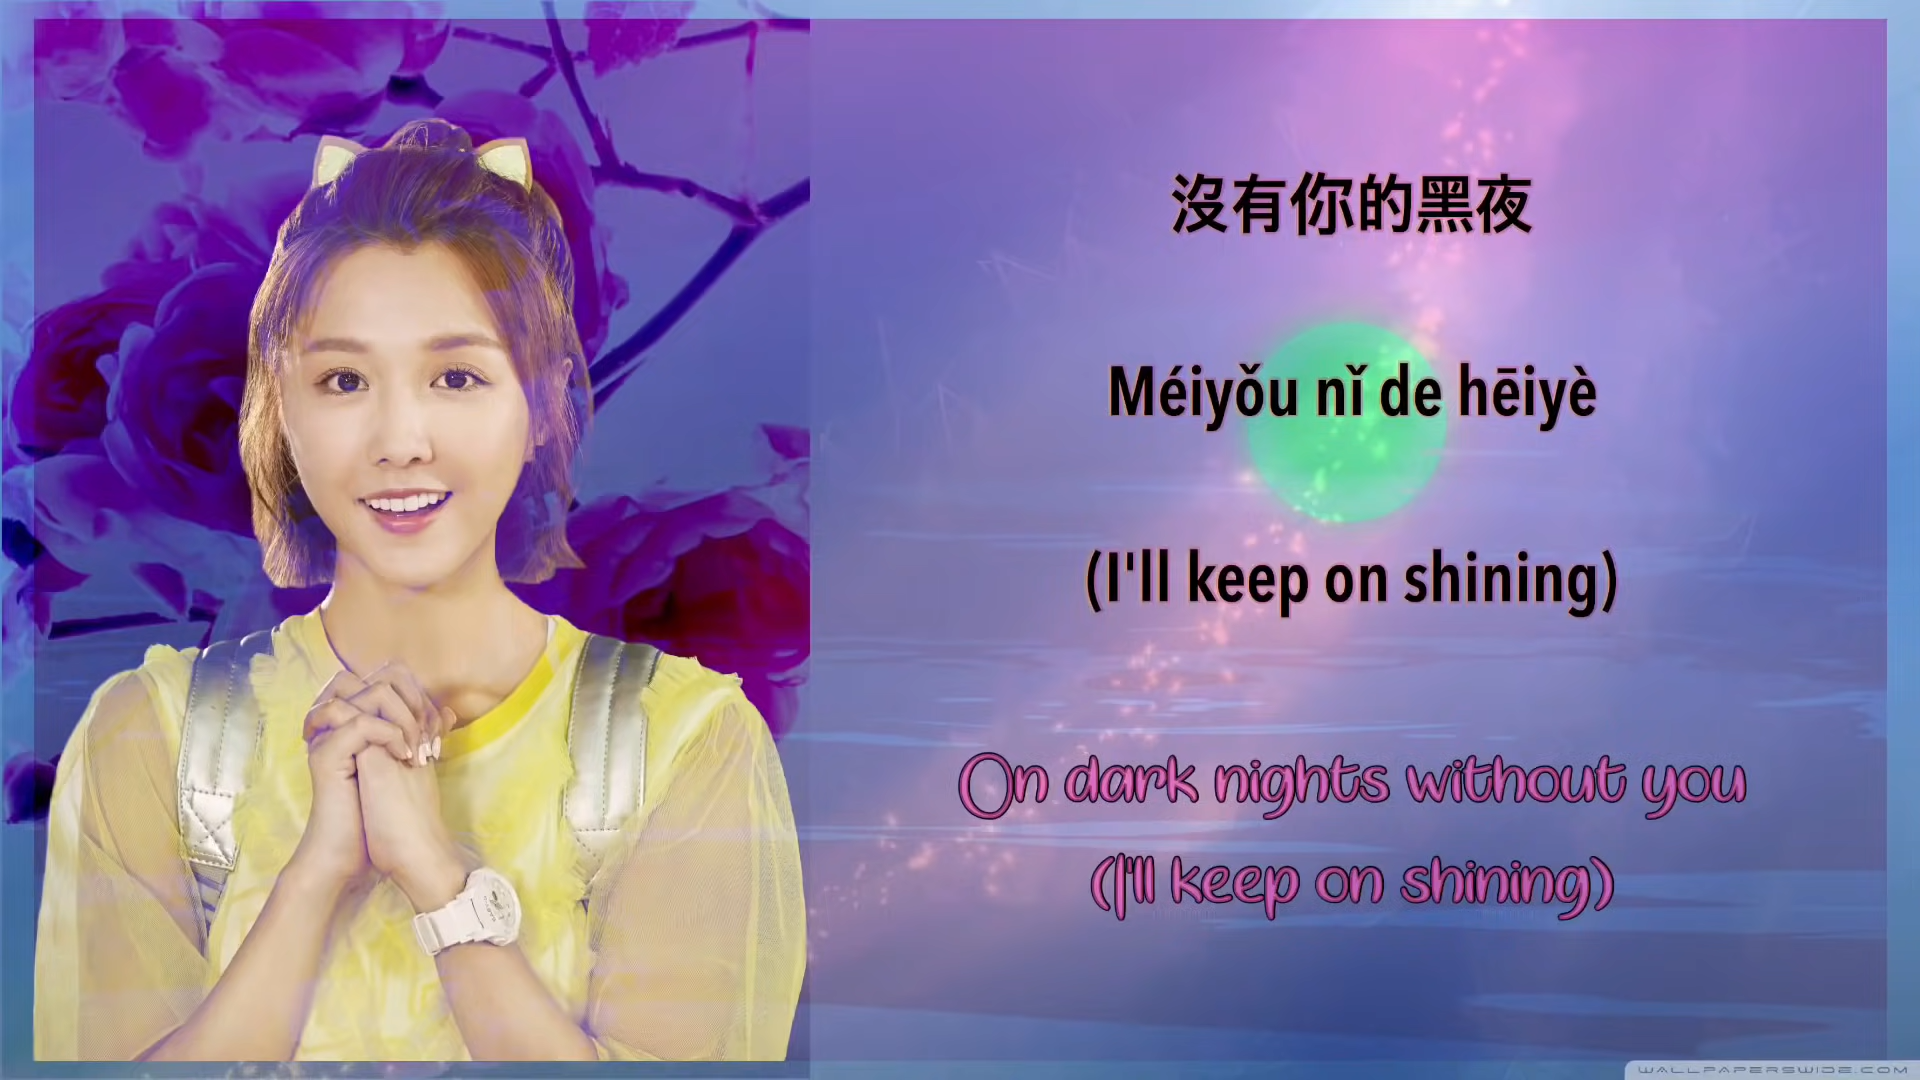 沒有你的黑夜
Méiyǒu nǐ de hēiyè
(I'll keep on shining)
On dark nights without you
(I'll keep on shining)
WALLPAPERSWIDE.COM